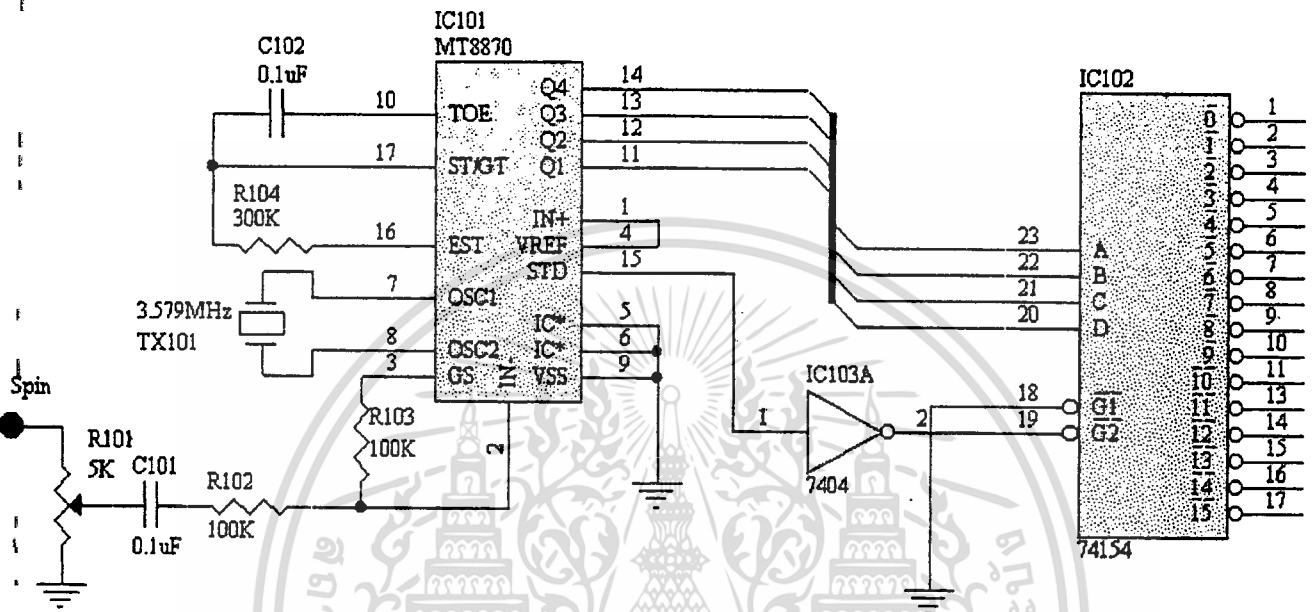 IC101
MT8870
C102
0.1uF
10
TOE
17
ST/GT
R104
300K
16
EST
7
OSC1
3.579MHz
TX101
8
OSC2
3
GS
IN-
2
Q4
14
Q3
13
Q2
12
Q1
11
IN+
1
VREF
4
STD
15
IC*
5
IC*
6
VSS
9
Spin
R101
5K
C101
0.1uF
R102
100K
R103
100K
IC103A
1
2
7404
IC102
23
A
22
B
21
C
20
D
18
G1
19
G2
0
1
1
2
2
3
3
4
4
5
5
6
6
7
7
8
8
9
9
10
10
11
11
13
12
14
13
15
14
16
15
17
74154